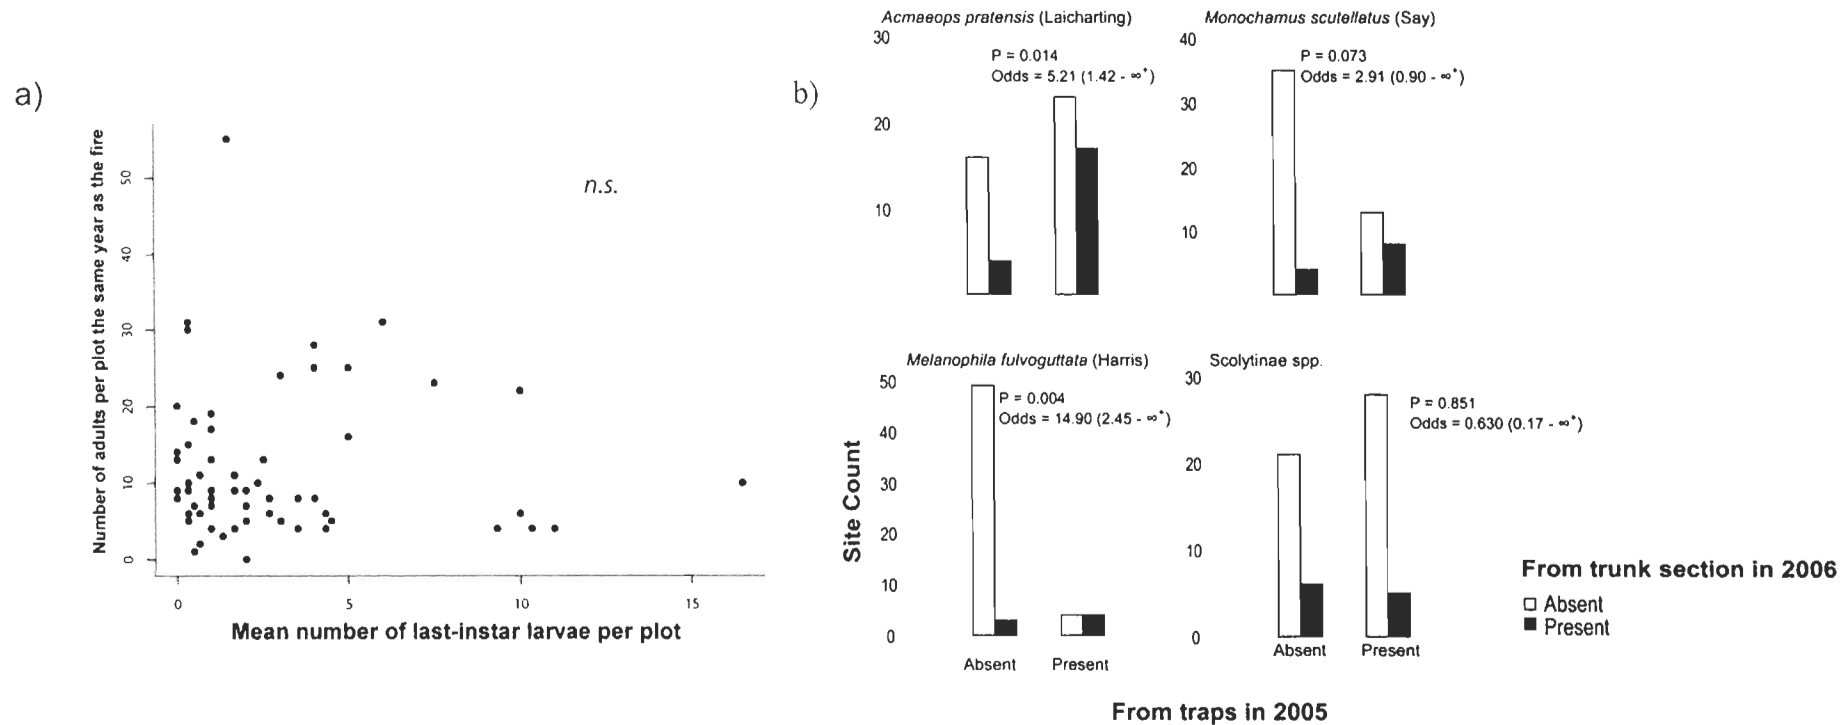 a)
Number of adults per plot the same year as the fire
50
40
30
20
10
0
n.s.
0 5 10 15
Mean number of last-instar larvae per plot
b)
Acmaeops pratensis (Laicharting)
30
20
10
P = 0.014
Odds = 5.21 (1.42 - ∞*)
Monochamus scutellatus (Say)
40
30
20
10
P = 0.073
Odds = 2.91 (0.90 - ∞*)
Melanophila fulvoguttata (Harris)
50
40
30
20
10
0
P = 0.004
Odds = 14.90 (2.45 - ∞*)
Absent Present
Scolytinae spp.
30
20
10
0
P = 0.851
Odds = 0.630 (0.17 - ∞*)
Absent Present
Site Count
From traps in 2005
From trunk section in 2006
Absent
Present